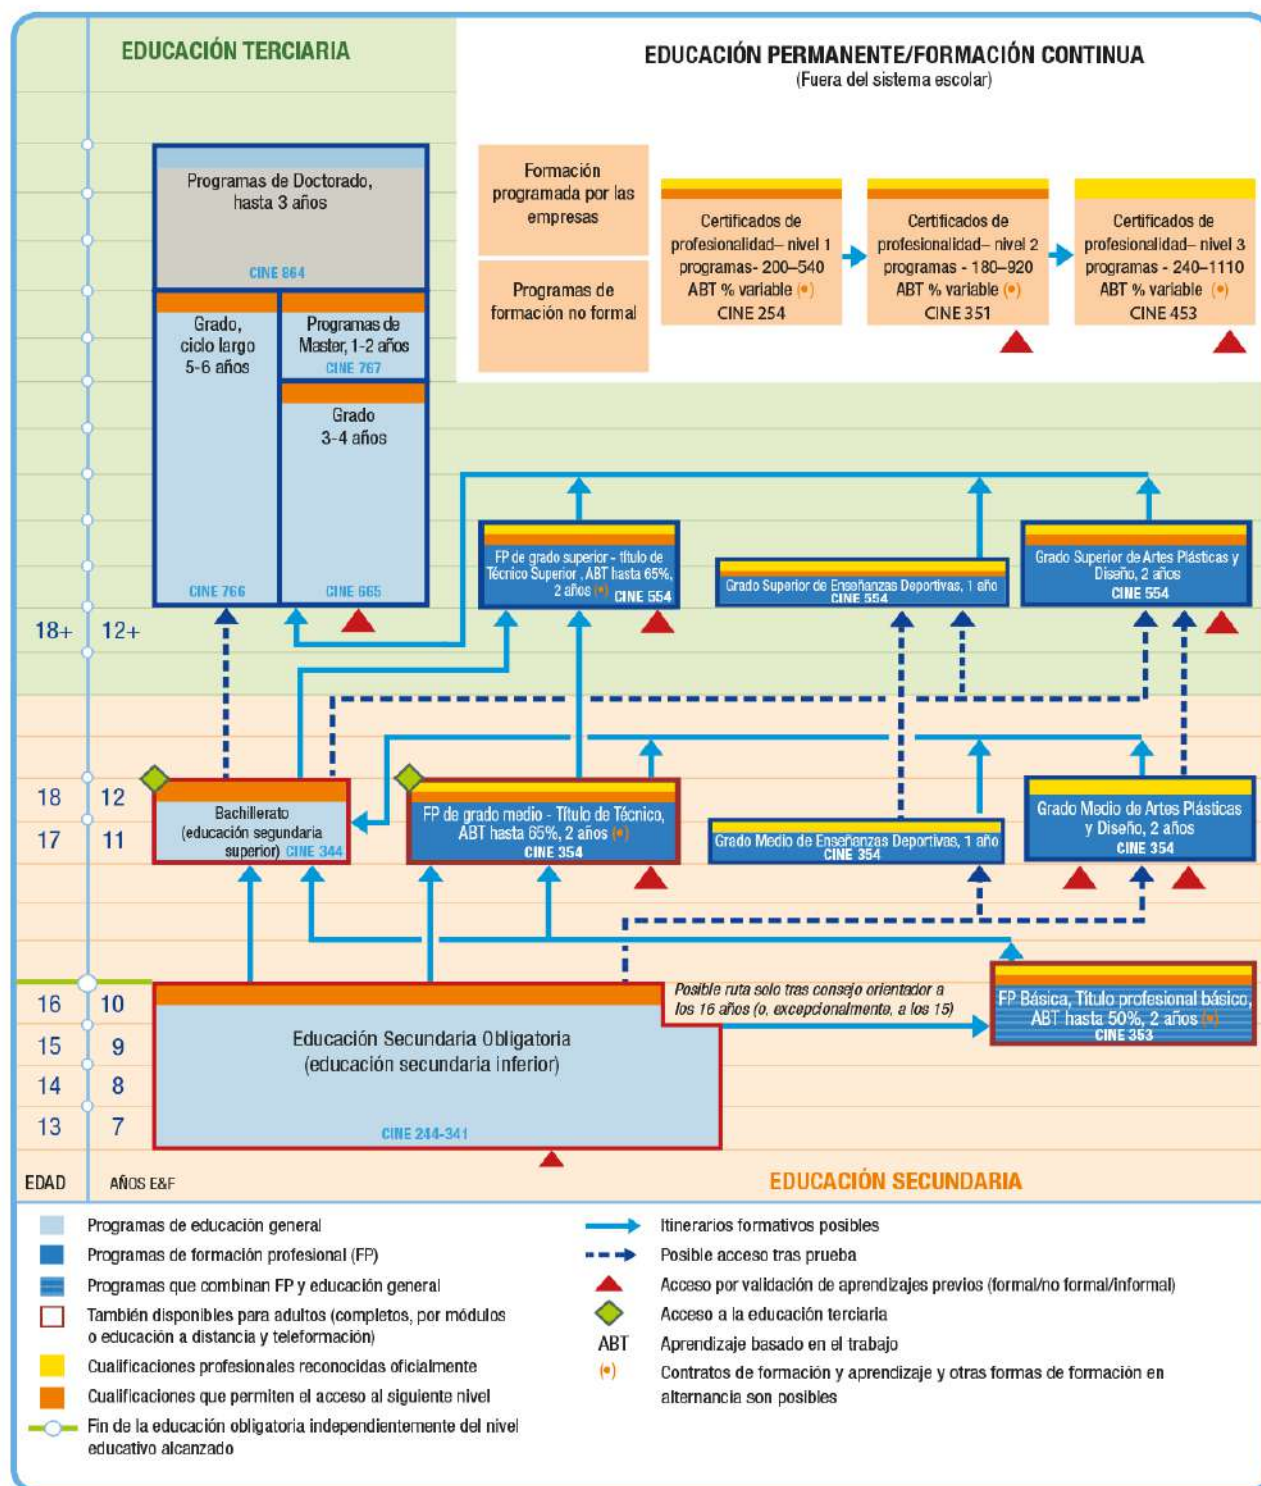 EDUCACIÓN TERCIARIA
EDUCACIÓN PERMANENTE/FORMACIÓN CONTINUA
(Fuera del sistema escolar)
Programas de Doctorado,
hasta 3 años
CINE 864
Formación
programada por las
empresas
Programas de
formación no formal
Certificados de
profesionalidad– nivel 1
programas- 200–540
ABT % variable (•)
CINE 254
Certificados de
profesionalidad– nivel 2
programas - 180–920
ABT % variable (•)
CINE 351
Certificados de
profesionalidad– nivel 3
programas - 240–1110
ABT % variable (•)
CINE 453
Grado,
ciclo largo
5-6 años
CINE 766
Programas de
Master, 1-2 años
CINE 767
Grado
3-4 años
CINE 665
FP de grado superior - título de
Técnico Superior , ABT hasta 65%,
2 años (•) CINE 554
Grado Superior de Enseñanzas Deportivas, 1 año
CINE 554
Grado Superior de Artes Plásticas y
Diseño, 2 años
CINE 554
18+ 12+
18 12
17 11
Bachillerato
(educación segundaria
superior) CINE 344
FP de grado medio - Título de Técnico,
ABT hasta 65%, 2 años (•)
CINE 354
Grado Medio de Enseñanzas Deportivas, 1 año
CINE 354
Grado Medio de Artes Plásticas
y Diseño, 2 años
CINE 354
16 10
15 9
14 8
13 7
Educación Secundaria Obligatoria
(educación secundaria inferior)
CINE 244-341
Posible ruta solo tras consejo orientador a
los 16 años (o, excepcionalmente, a los 15)
FP Básica, Título profesional básico,
ABT hasta 50%, 2 años (•)
CINE 353
EDAD AÑOS E&F
EDUCACIÓN SECUNDARIA
Programas de educación general
Programas de formación profesional (FP)
Programas que combinan FP y educación general
También disponibles para adultos (completos, por módulos
o educación a distancia y teleformación)
Cualificaciones profesionales reconocidas oficialmente
Cualificaciones que permiten el acceso al siguiente nivel
Fin de la educación obligatoria independientemente del nivel
educativo alcanzado
Itinerarios formativos posibles
Posible acceso tras prueba
Acceso por validación de aprendizajes previos (formal/no formal/informal)
Acceso a la educación terciaria
ABT Aprendizaje basado en el trabajo
(•) Contratos de formación y aprendizaje y otras formas de formación en
alternancia son posibles